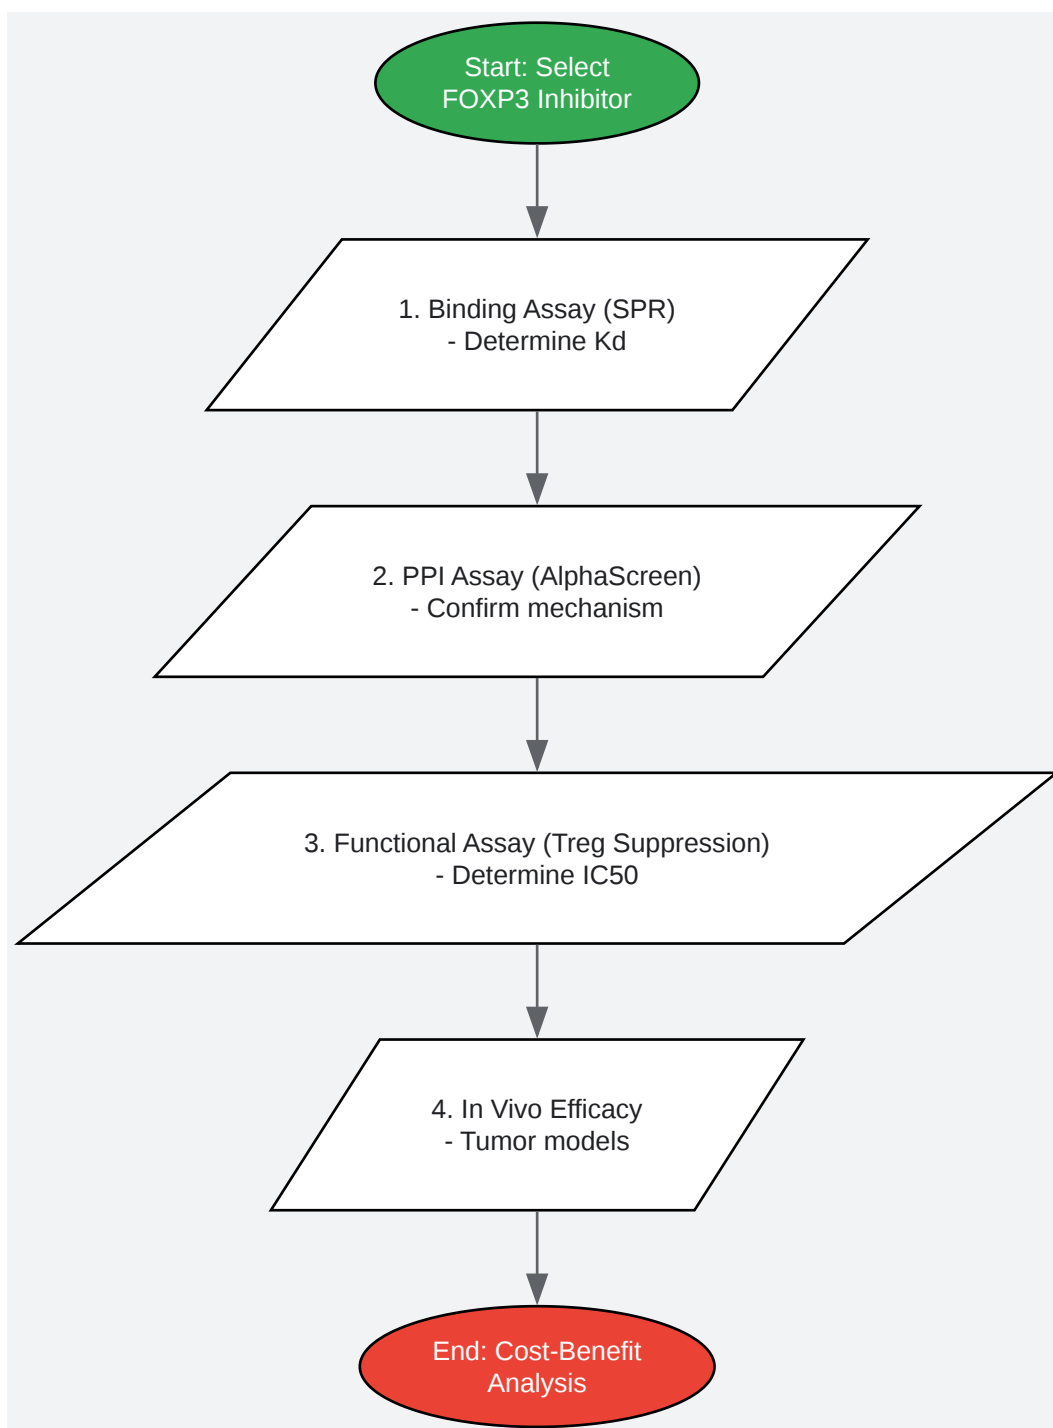 Start: Select
FOXP3 Inhibitor
1. Binding Assay (SPR)
- Determine Kd
2. PPI Assay (AlphaScreen)
- Confirm mechanism
3. Functional Assay (Treg Suppression)
- Determine IC50
4. In Vivo Efficacy
- Tumor models
End: Cost-Benefit
Analysis